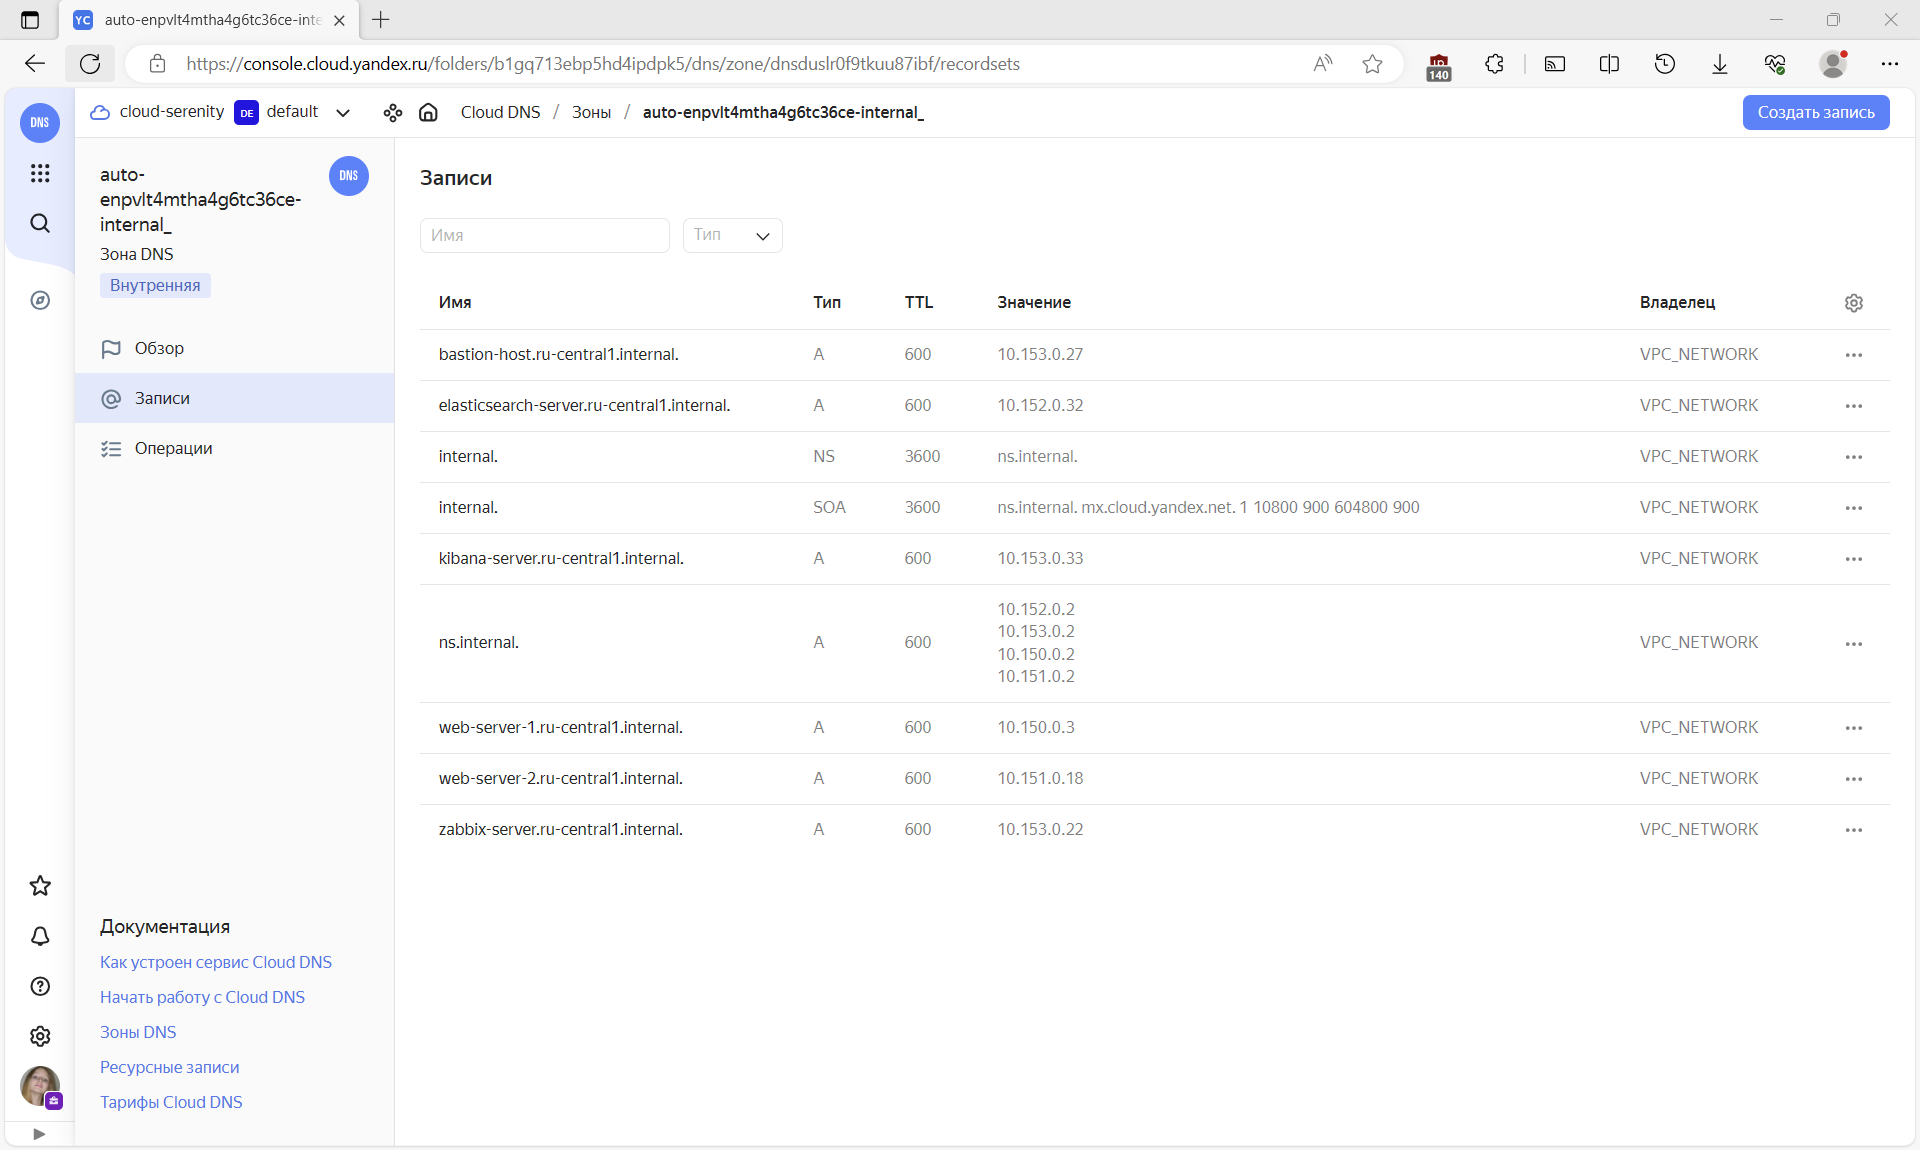 YC auto-enpvlt4mtha4g6tc36ce-inte
https://console.cloud.yandex.ru/folders/b1gq713ebp5hd4ipdpk5/dns/zone/dnsduslr0f9tkuu87ibf/recordsets
140
DNS
cloud-serenity DE default
Cloud DNS / Зоны / auto-enpvlt4mtha4g6tc36ce-internal_
Создать запись
auto-
enpvlt4mtha4g6tc36ce-
internal_
DNS
Зона DNS
Внутренняя
Обзор
Записи
Операции
Документация
Как устроен сервис Cloud DNS
Начать работу с Cloud DNS
Зоны DNS
Ресурсные записи
Тарифы Cloud DNS
Записи
Имя Тип
Имя Тип TTL Значение Владелец
bastion-host.ru-central1.internal. A 600 10.153.0.27 VPC_NETWORK
elasticsearch-server.ru-central1.internal. A 600 10.152.0.32 VPC_NETWORK
internal. NS 3600 ns.internal. VPC_NETWORK
internal. SOA 3600 ns.internal. mx.cloud.yandex.net. 1 10800 900 604800 900 VPC_NETWORK
kibana-server.ru-central1.internal. A 600 10.153.0.33 VPC_NETWORK
10.152.0.2
10.153.0.2
ns.internal. A 600 VPC_NETWORK
10.150.0.2
10.151.0.2
web-server-1.ru-central1.internal. A 600 10.150.0.3 VPC_NETWORK
web-server-2.ru-central1.internal. A 600 10.151.0.18 VPC_NETWORK
zabbix-server.ru-central1.internal. A 600 10.153.0.22 VPC_NETWORK